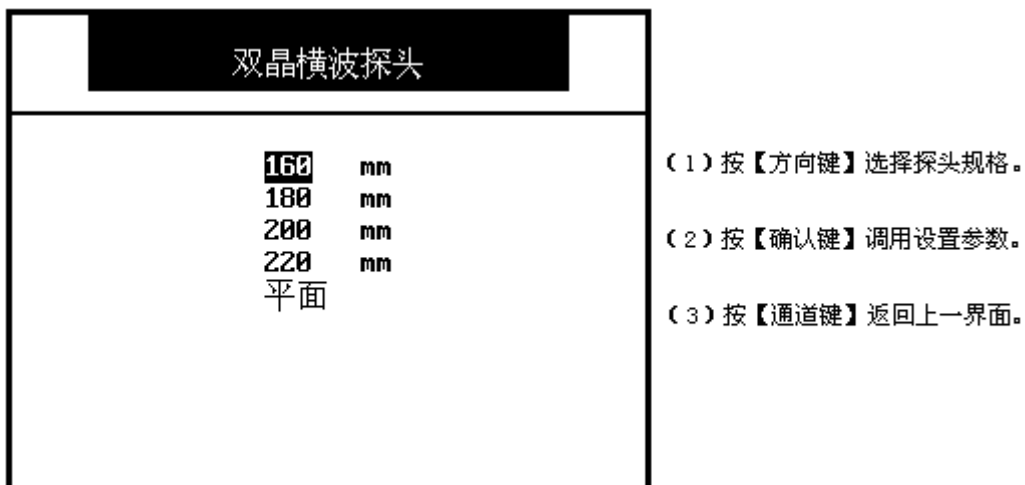 双晶横波探头
160 mm
180 mm
200 mm
220 mm
平面
（1）按【方向键】选择探头规格。
（2）按【确认键】调用设置参数。
（3）按【通道键】返回上一界面。